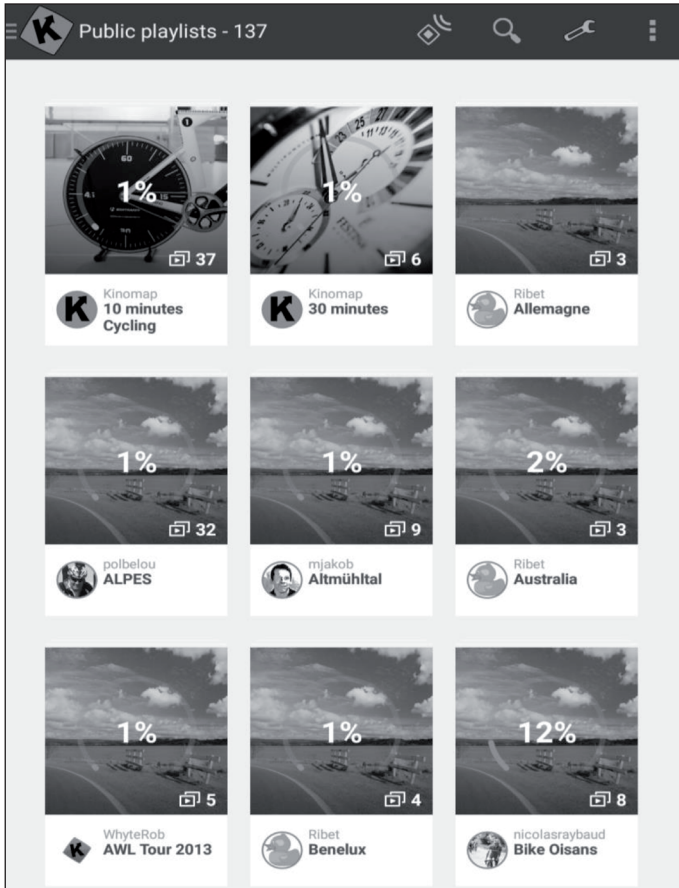 Public playlists - 137
1%
37
Kinomap
10 minutes
Cycling
1%
6
Kinomap
30 minutes
3
Ribet
Allemagne
1%
32
polbelou
ALPES
1%
9
mjakob
Altmühltal
2%
3
Ribet
Australia
1%
5
WhyteRob
AWL Tour 2013
1%
4
Ribet
Benelux
12%
8
nicolasraybaud
Bike Oisans